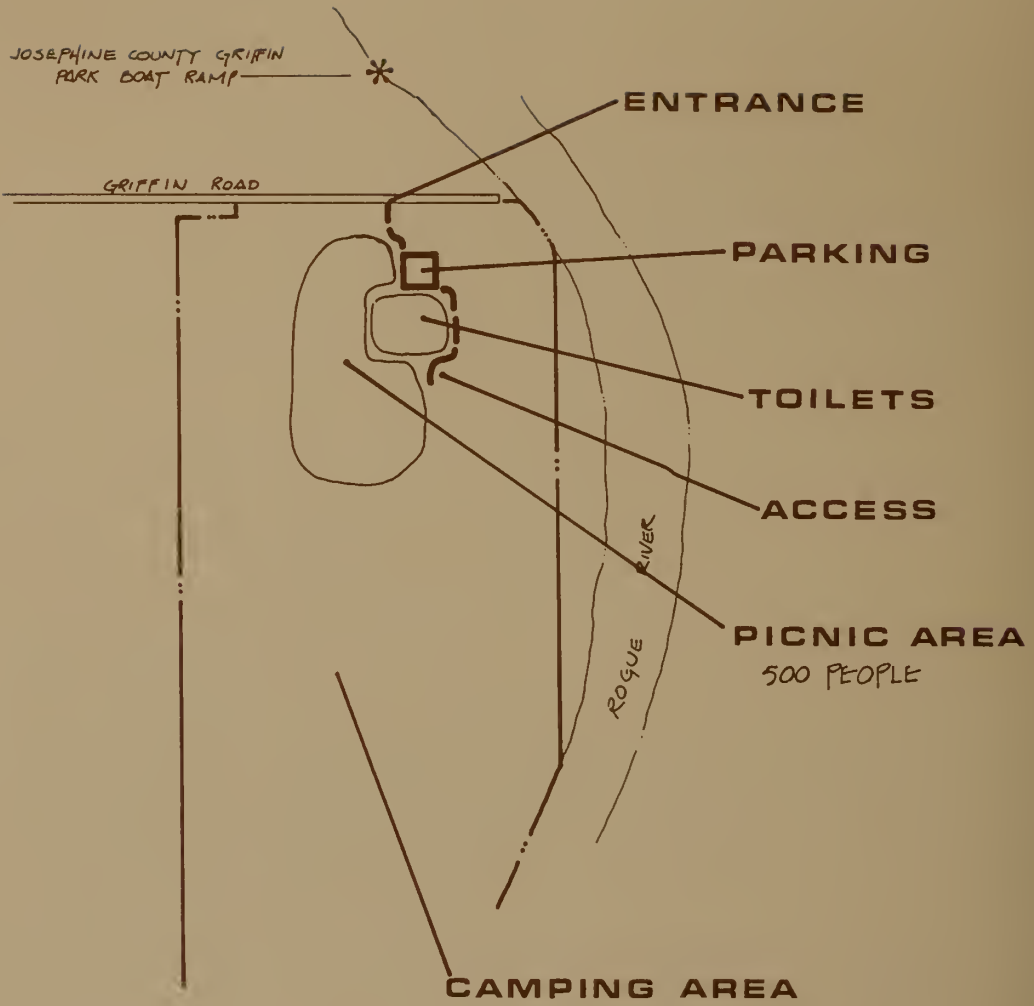 JOSEPHINE COUNTY GRIFFIN
PARK BOAT RAMP
ENTRANCE
GRIFFIN ROAD
PARKING
TOILETS
ACCESS
ROGUE RIVER
PICNIC AREA
500 PEOPLE
CAMPING AREA